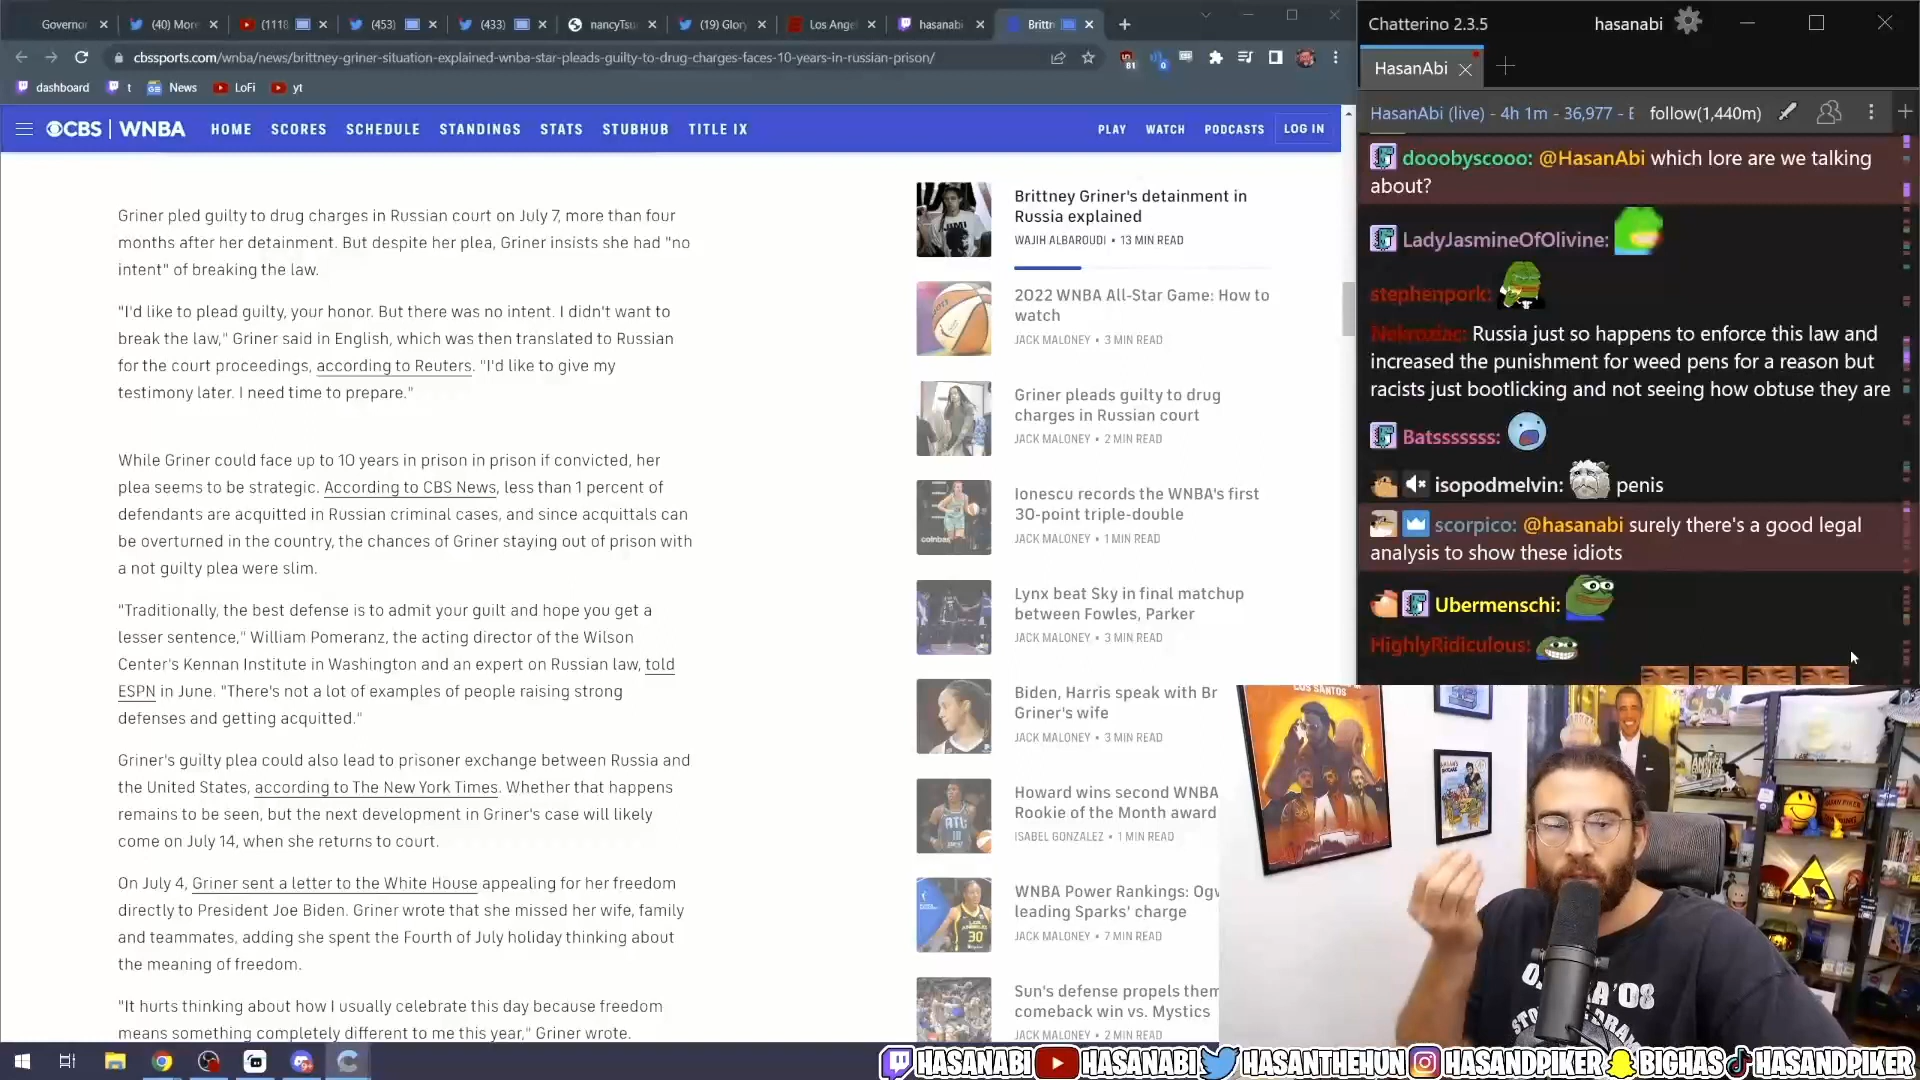 Governor
(40) More
(1118
(453)
(433)
nancyTsu
(19) Glory
Los Ange
hasanabi
Brittn
cbssports.com/wnba/news/brittney-griner-situation-explained-wnba-star-pleads-guilty-to-drug-charges-faces-10-years-in-russian-prison/
81
0
dashboard
t
News
LoFi
yt
CBS | WNBA
HOME SCORES SCHEDULE STANDINGS STATS STUBHUB TITLE IX
PLAY WATCH PODCASTS LOG IN
Griner pled guilty to drug charges in Russian court on July 7, more than four
months after her detainment. But despite her plea, Griner insists she had "no
intent" of breaking the law.
"I'd like to plead guilty, your honor. But there was no intent. I didn't want to
break the law," Griner said in English, which was then translated to Russian
for the court proceedings, according to Reuters. "I'd like to give my
testimony later. I need time to prepare."
While Griner could face up to 10 years in prison in prison if convicted, her
plea seems to be strategic. According to CBS News, less than 1 percent of
defendants are acquitted in Russian criminal cases, and since acquittals can
be overturned in the country, the chances of Griner staying out of prison with
a not guilty plea were slim.
"Traditionally, the best defense is to admit your guilt and hope you get a
lesser sentence," William Pomeranz, the acting director of the Wilson
Center's Kennan Institute in Washington and an expert on Russian law, told
ESPN in June. "There's not a lot of examples of people raising strong
defenses and getting acquitted."
Griner's guilty plea could also lead to prisoner exchange between Russia and
the United States, according to The New York Times. Whether that happens
remains to be seen, but the next development in Griner's case will likely
come on July 14, when she returns to court.
On July 4, Griner sent a letter to the White House appealing for her freedom
directly to President Joe Biden. Griner wrote that she missed her wife, family
and teammates, adding she spent the Fourth of July holiday thinking about
the meaning of freedom.
"It hurts thinking about how I usually celebrate this day because freedom
means something completely different to me this year," Griner wrote.
Brittney Griner's detainment in
Russia explained
WAJIH ALBAROUDI • 13 MIN READ
2022 WNBA All-Star Game: How to
watch
JACK MALONEY • 3 MIN READ
Griner pleads guilty to drug
charges in Russian court
JACK MALONEY • 2 MIN READ
Ionescu records the WNBA's first
30-point triple-double
JACK MALONEY • 1 MIN READ
Lynx beat Sky in final matchup
between Fowles, Parker
JACK MALONEY • 3 MIN READ
Biden, Harris speak with Br
Griner's wife
JACK MALONEY • 3 MIN READ
Howard wins second WNBA
Rookie of the Month award
ISABEL GONZALEZ • 1 MIN READ
WNBA Power Rankings: Ogw
leading Sparks' charge
JACK MALONEY • 7 MIN READ
Sun's defense propels them
comeback win vs. Mystics
JACK MALONEY • 2 MIN READ
Chatterino 2.3.5
hasanabi
HasanAbi
HasanAbi (live) - 4h 1m - 36,977 - E
follow(1,440m)
dooobyscooo: @HasanAbi which lore are we talking
about?
LadyJasmineOfOlivine:
stephenpork:
Nekroziac: Russia just so happens to enforce this law and
increased the punishment for weed pens for a reason but
racists just bootlicking and not seeing how obtuse they are
Batsssssss:
isopodmelvin: penis
scorpico: @hasanabi surely there's a good legal
analysis to show these idiots
Ubermenschi:
HighlyRidiculous:
LOS SANTOS
'08
HASANABI HASANABI HASANTHEHUN HASANDPIKER BIGHAS HASANDPIKER